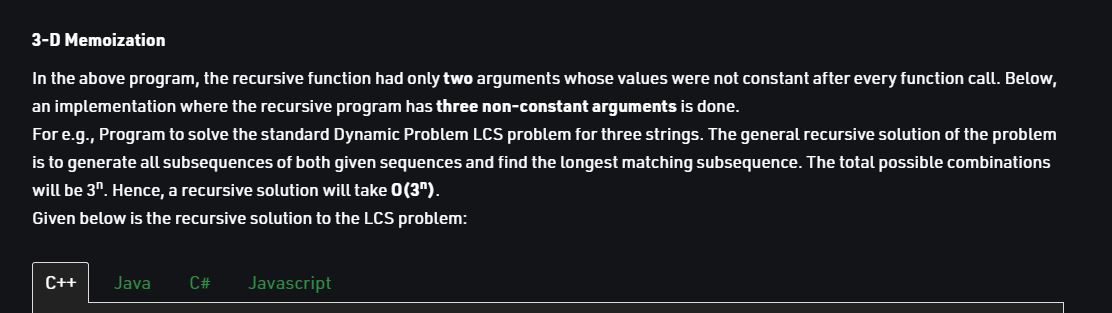 3-D Memoization
In the above program, the recursive function had only two arguments whose values were not constant after every function call. Below,
an implementation where the recursive program has three non-constant arguments is done.
For e.g., Program to solve the standard Dynamic Problem LCS problem for three strings. The general recursive solution of the problem
is to generate all subsequences of both given sequences and find the longest matching subsequence. The total possible combinations
will be 3ⁿ. Hence, a recursive solution will take O(3ⁿ).
Given below is the recursive solution to the LCS problem:
C++ Java C# Javascript